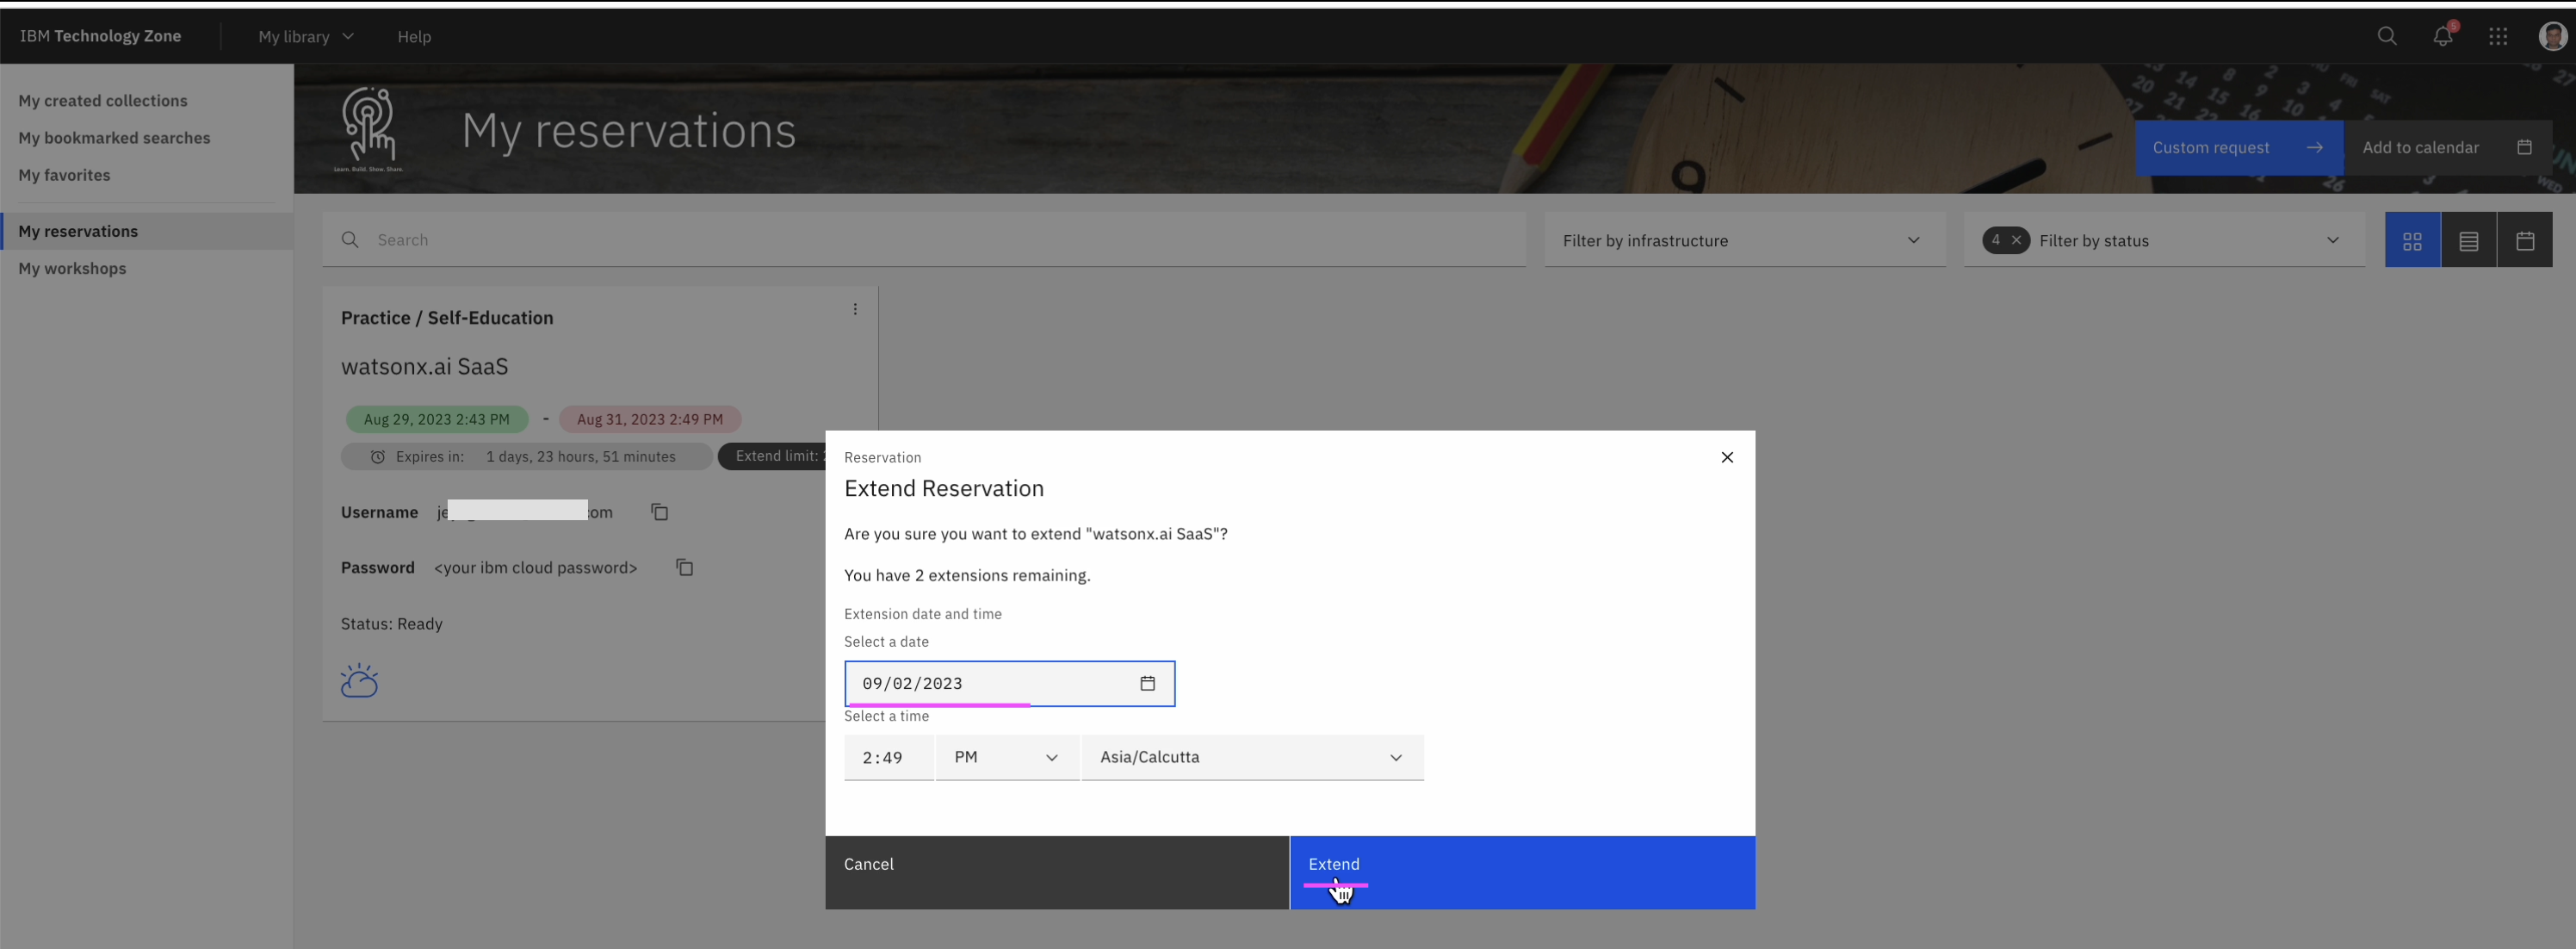 IBM Technology Zone
My library
Help
5
My created collections
My bookmarked searches
My favorites
My reservations
My workshops
Learn. Build. Show. Share.
My reservations
Custom request
Add to calendar
Search
Filter by infrastructure
4 Filter by status
Practice / Self-Education
watsonx.ai SaaS
Aug 29, 2023 2:43 PM - Aug 31, 2023 2:49 PM
Expires in: 1 days, 23 hours, 51 minutes
Extend limit:
Username
Password <your ibm cloud password>
Status: Ready
Reservation
Extend Reservation
Are you sure you want to extend "watsonx.ai SaaS"?
You have 2 extensions remaining.
Extension date and time
Select a date
09/02/2023
Select a time
2:49 PM Asia/Calcutta
Cancel
Extend